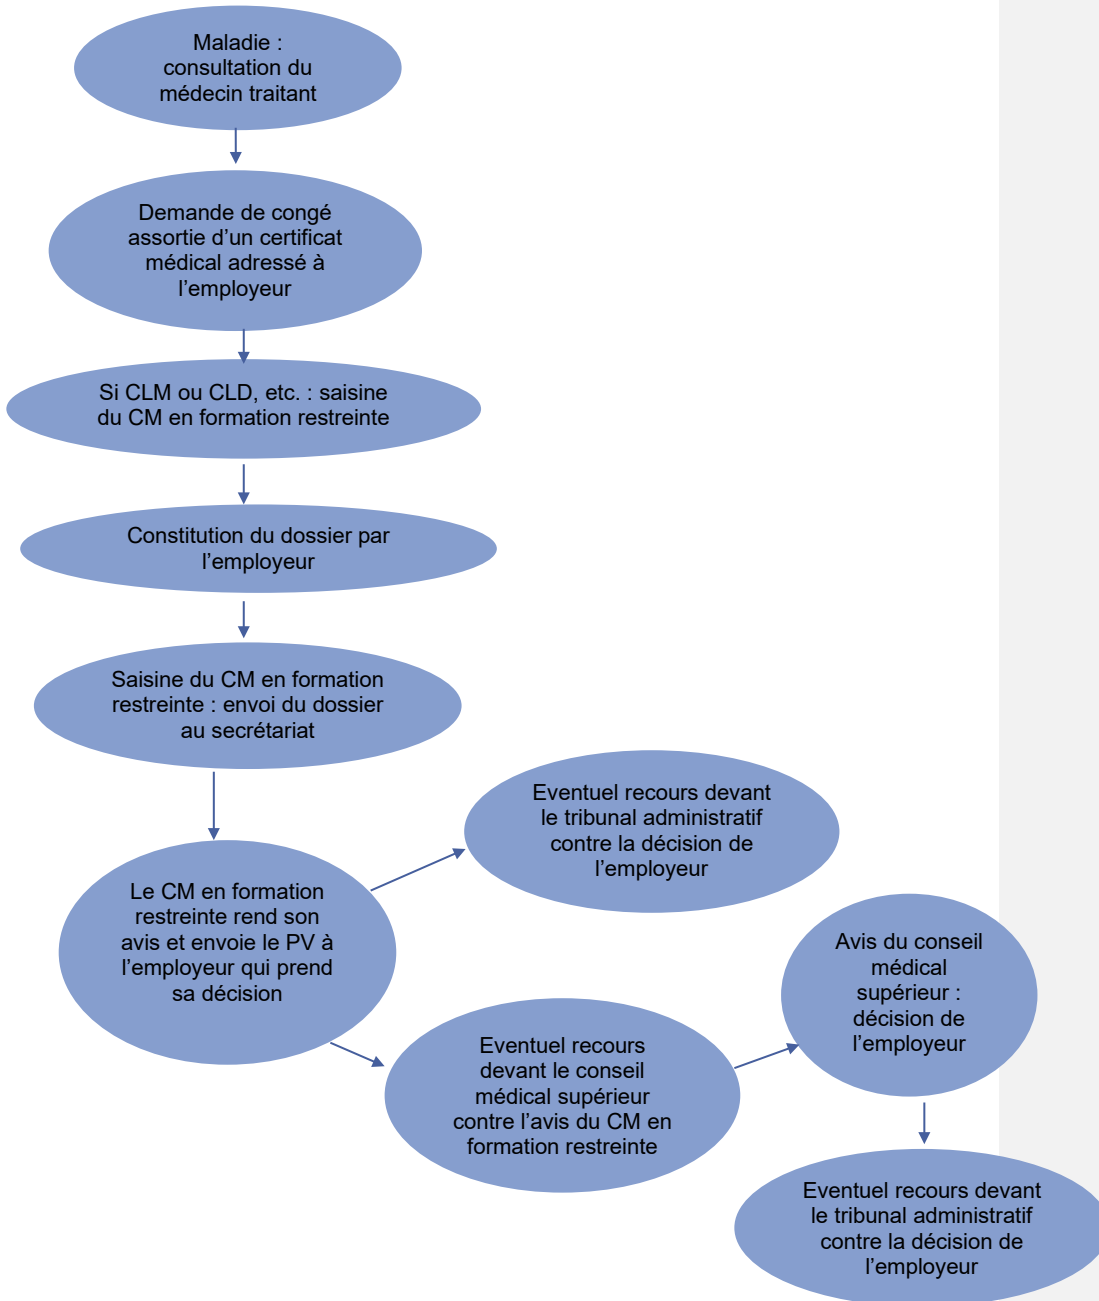 Maladie :
consultation du
médecin traitant
Demande de congé
assortie d’un certificat
médical adressé à
l’employeur
Si CLM ou CLD, etc. : saisine
du CM en formation restreinte
Constitution du dossier par
l’employeur
Saisine du CM en formation
restreinte : envoi du dossier
au secrétariat
Eventuel recours devant
le tribunal administratif
contre la décision de
l’employeur
Le CM en formation
restreinte rend son
avis et envoie le PV à
l’employeur qui prend
sa décision
Eventuel recours
devant le conseil
médical supérieur
contre l’avis du CM en
formation restreinte
Avis du conseil
médical
supérieur :
décision de
l’employeur
Eventuel recours devant
le tribunal administratif
contre la décision de
l’employeur